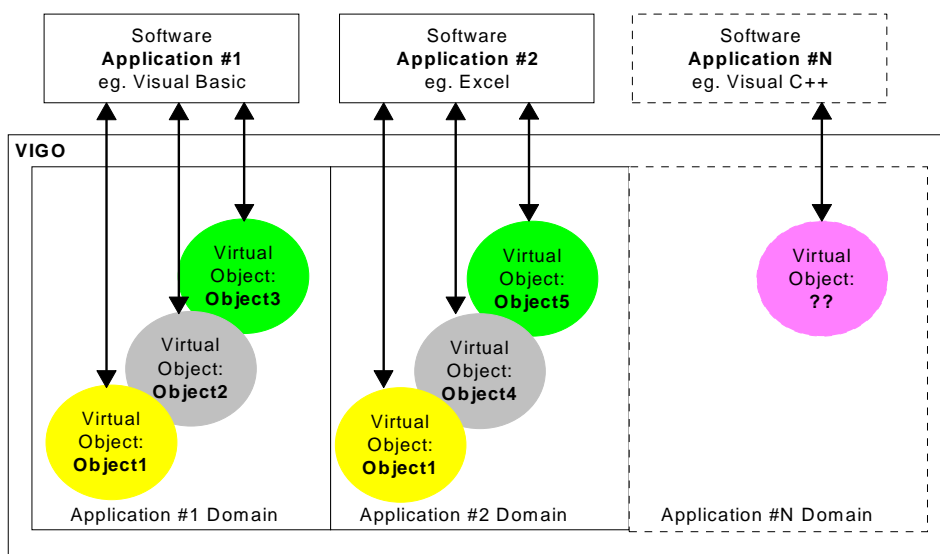 Software
Application #1
eg. Visual Basic
Software
Application #2
eg. Excel
Software
Application #N
eg. Visual C++
VIGO
Virtual
Object:
Object3
Virtual
Object:
Object2
Virtual
Object:
Object1
Application #1 Domain
Virtual
Object:
Object5
Virtual
Object:
Object4
Virtual
Object:
Object1
Application #2 Domain
Virtual
Object:
??
Application #N Domain